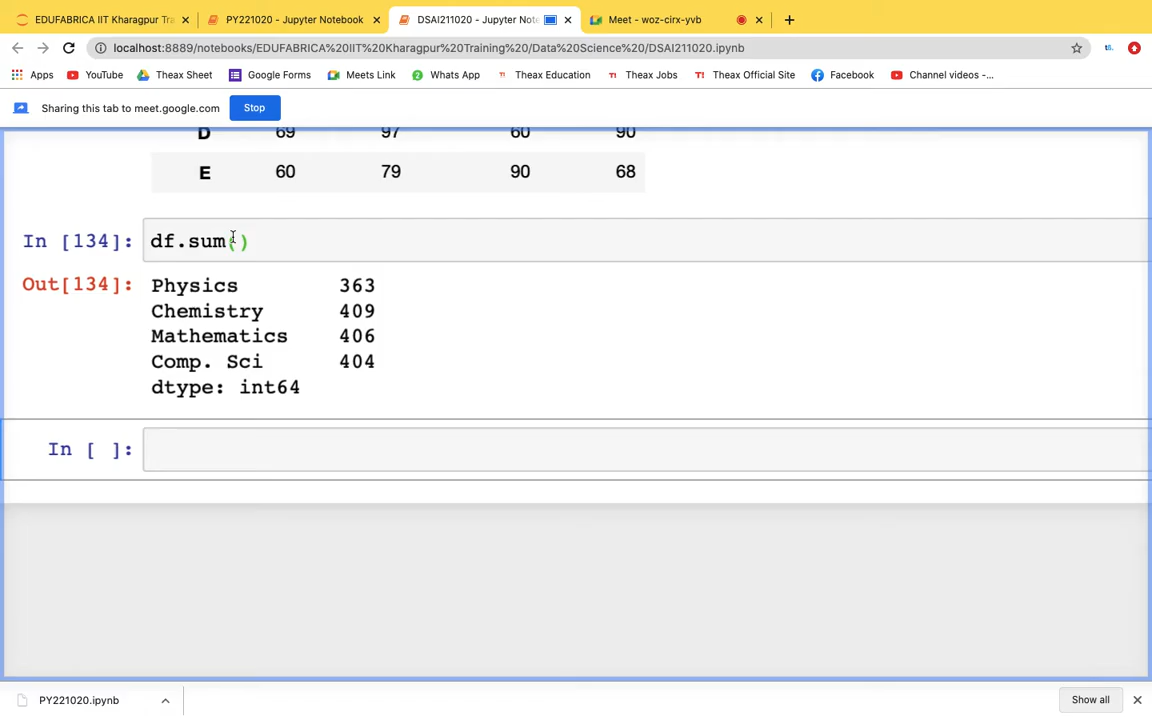 EDUFABRICA IIT Kharagpur Tra
PY221020 - Jupyter Notebook
DSAI211020 - Jupyter Note
Meet - woz-cirx-yvb
localhost:8889/notebooks/EDUFABRICA%20IIT%20Kharagpur%20Training%20/Data%20Science%20/DSAI211020.ipynb
Apps YouTube Theax Sheet Google Forms Meets Link Whats App Theax Education Theax Jobs Theax Official Site Facebook Channel videos -...
Sharing this tab to meet.google.com Stop
D 69 97 60 90
E 60 79 90 68
In [134]: df.sum()
Out[134]: Physics 363
Chemistry 409
Mathematics 406
Comp. Sci 404
dtype: int64
In [ ]:
PY221020.ipynb Show all